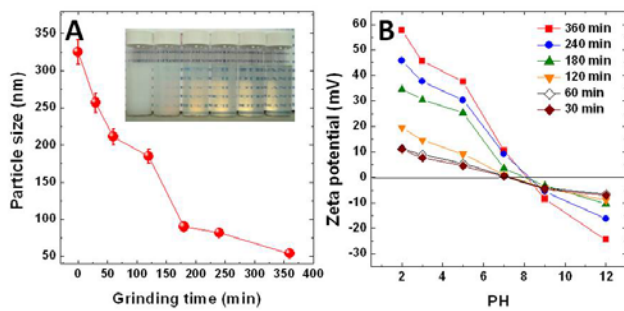 A
Particle size (nm)
350
300
250
200
150
100
50
0 50 100 150 200 250 300 350 400
Grinding time (min)
B
Zeta potential (mV)
60
50
40
30
20
10
0
-10
-20
-30
360 min
240 min
180 min
120 min
60 min
30 min
2 4 6 8 10 12
PH